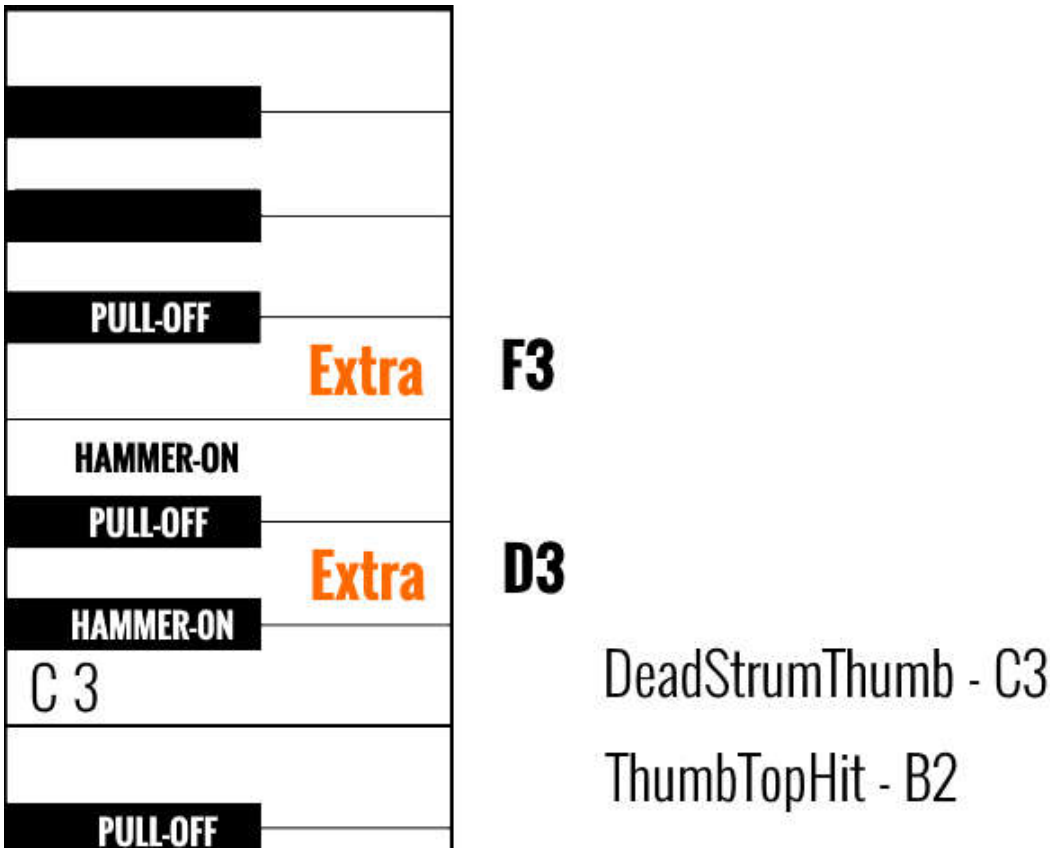 PULL-OFF
Extra F3
HAMMER-ON
PULL-OFF
Extra D3
HAMMER-ON
C 3 DeadStrumThumb - C3
ThumbTopHit - B2
PULL-OFF